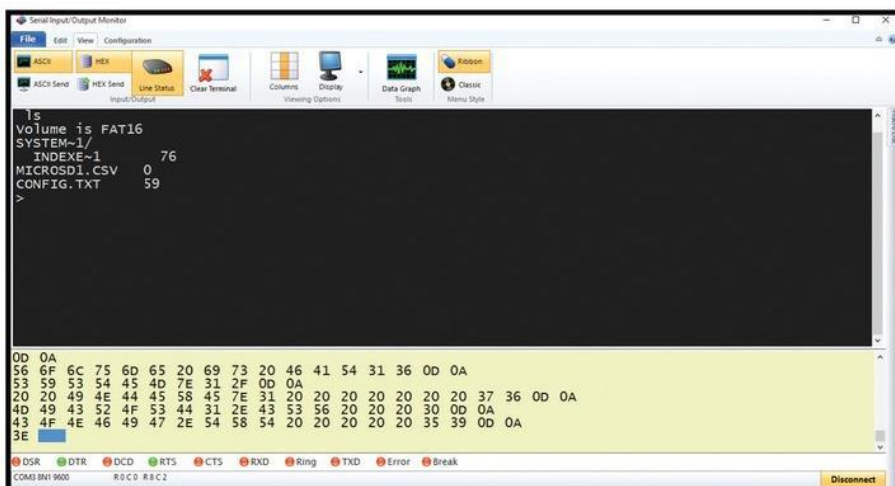 Serial Input/Output Monitor
File Edit View Configuration
ASCII HEX
ASCII Send HEX Send Line Status Clear Terminal Columns Display Data Graph Ribbon Classic
Input/Output Viewing Options Tools Menu Style
ls
Volume is FAT16
SYSTEM~1/
INDEXE~1 76
MICROSD1.CSV 0
CONFIG.TXT 59
>
0D 0A
56 6F 6C 75 6D 65 20 69 73 20 46 41 54 31 36 0D 0A
53 59 53 54 45 4D 7E 31 2F 0D 0A
20 20 49 4E 44 45 58 45 7E 31 20 20 20 20 20 20 20 37 36 0D 0A
4D 49 43 52 4F 53 44 31 2E 43 53 56 20 20 20 30 0D 0A
43 4F 4E 46 49 47 2E 54 58 54 20 20 20 20 20 35 39 0D 0A
3E
DSR DTR DCD RTS CTS RXD Ring TXD Error Break
COM3 8N1 9600 R 0 C 0 R 8 C 2 Disconnect